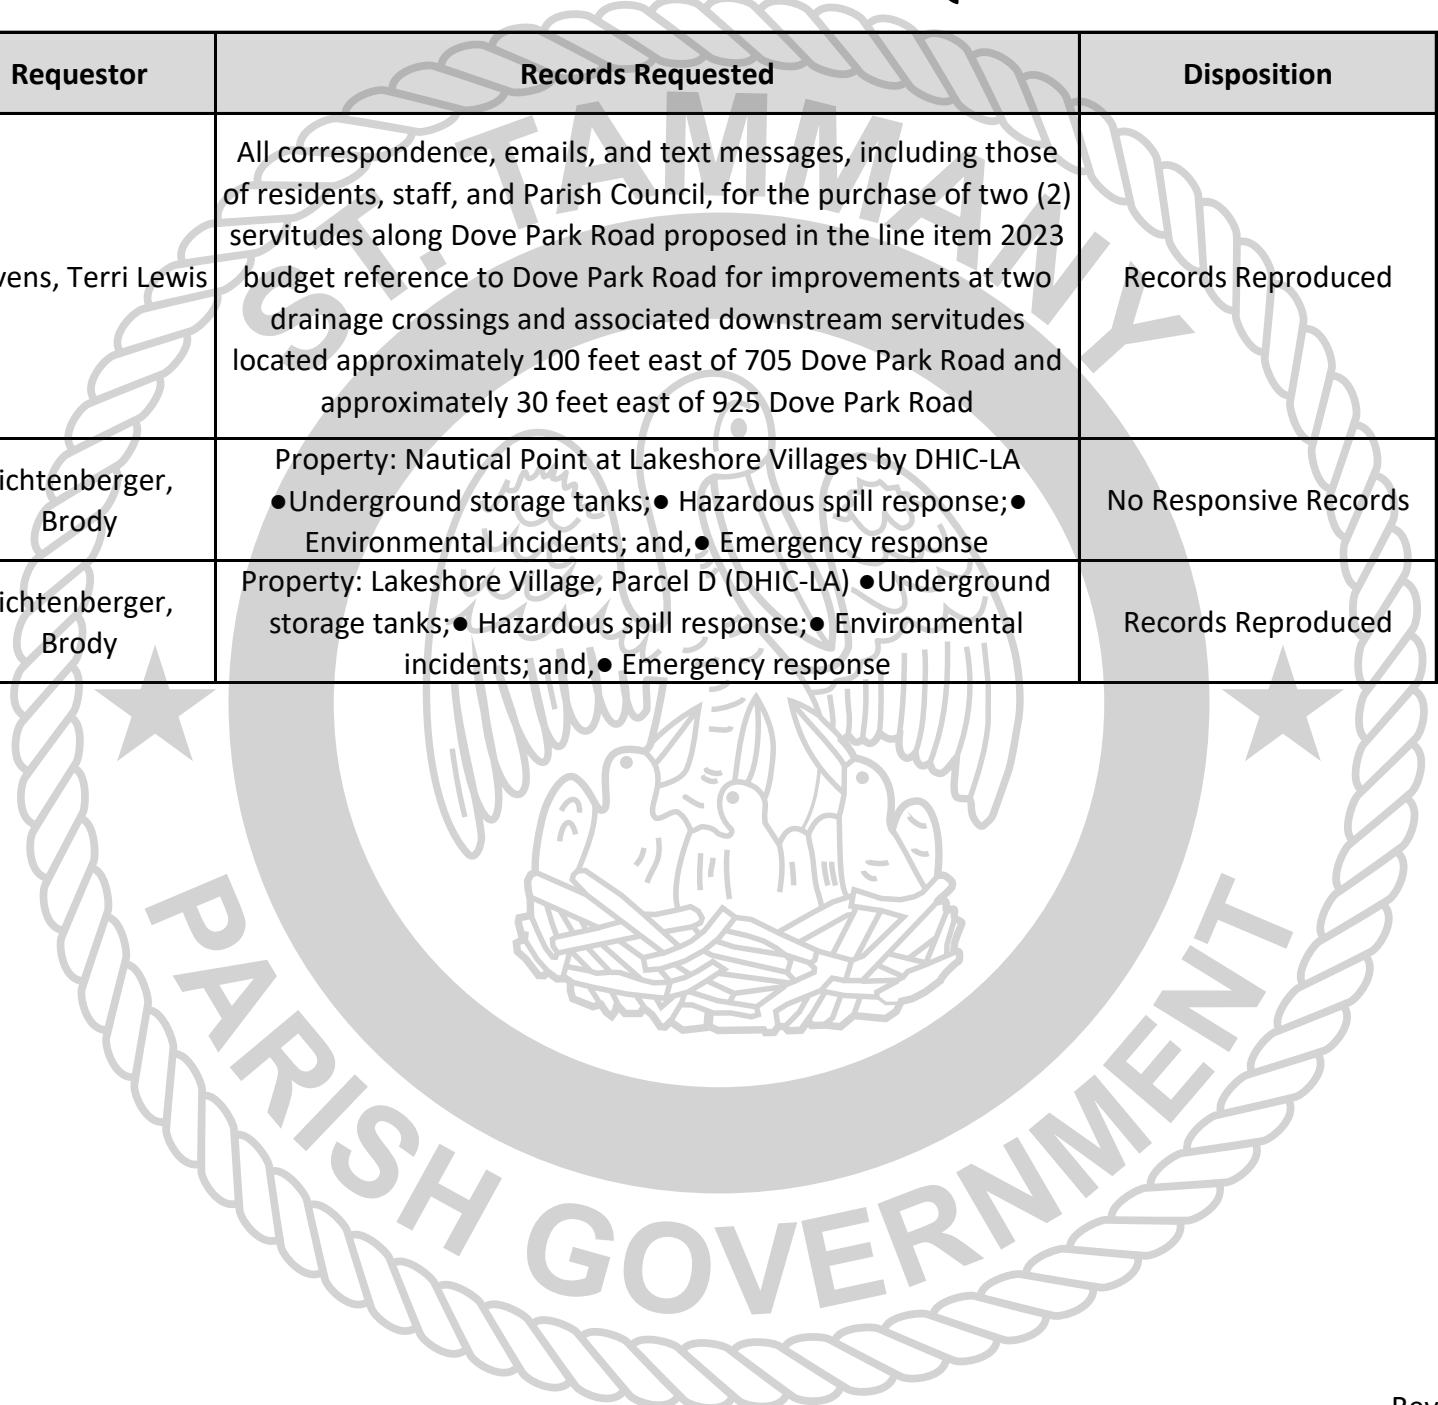 Requestor Records Requested Disposition
All correspondence, emails, and text messages, including those
of residents, staff, and Parish Council, for the purchase of two (2)
servitudes along Dove Park Road proposed in the line item 2023
vens, Terri Lewis budget reference to Dove Park Road for improvements at two Records Reproduced
drainage crossings and associated downstream servitudes
located approximately 100 feet east of 705 Dove Park Road and
approximately 30 feet east of 925 Dove Park Road
ichtenberger,
Brody
Property: Nautical Point at Lakeshore Villages by DHIC-LA
●Underground storage tanks;● Hazardous spill response;●
Environmental incidents; and,● Emergency response
No Responsive Records
ichtenberger,
Brody
Property: Lakeshore Village, Parcel D (DHIC-LA) ●Underground
storage tanks;● Hazardous spill response;● Environmental
incidents; and,● Emergency response
Records Reproduced
ST. TAMMANY
PARISH GOVERNMENT